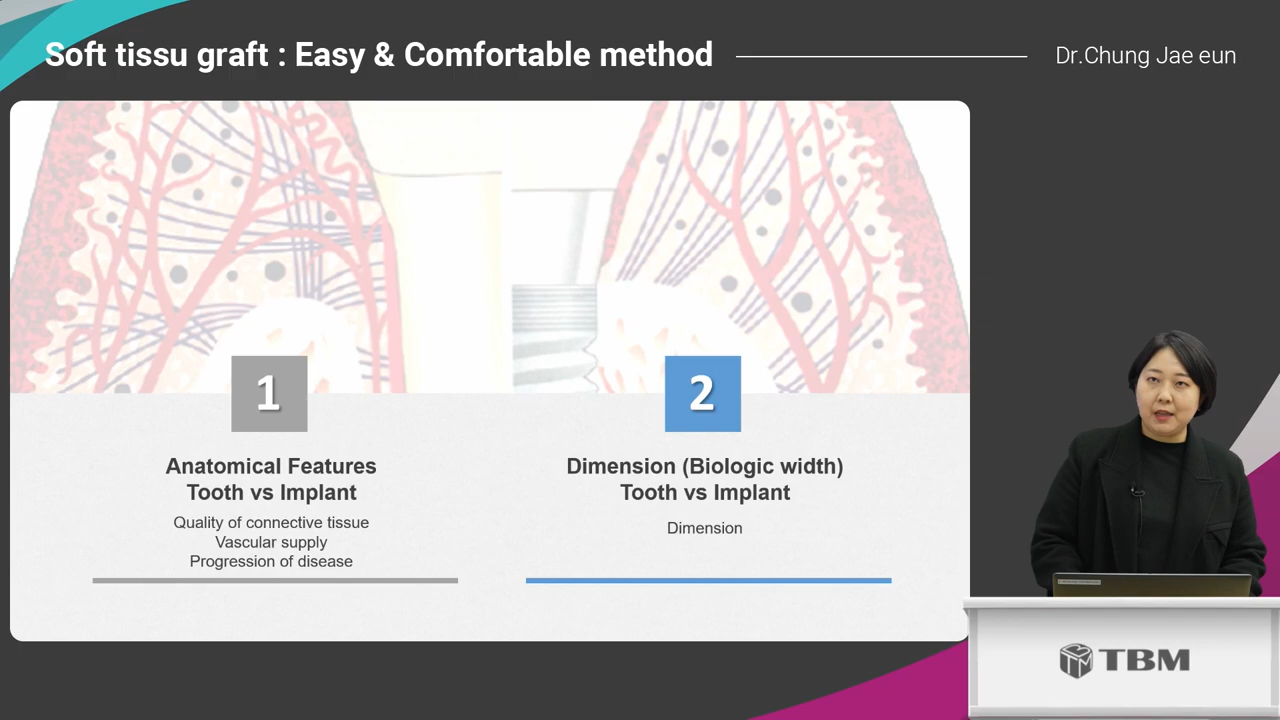 Soft tissu graft : Easy & Comfortable method
Dr.Chung Jae eun
1
Anatomical Features
Tooth vs Implant
Quality of connective tissue
Vascular supply
Progression of disease
2
Dimension (Biologic width)
Tooth vs Implant
Dimension
TBM